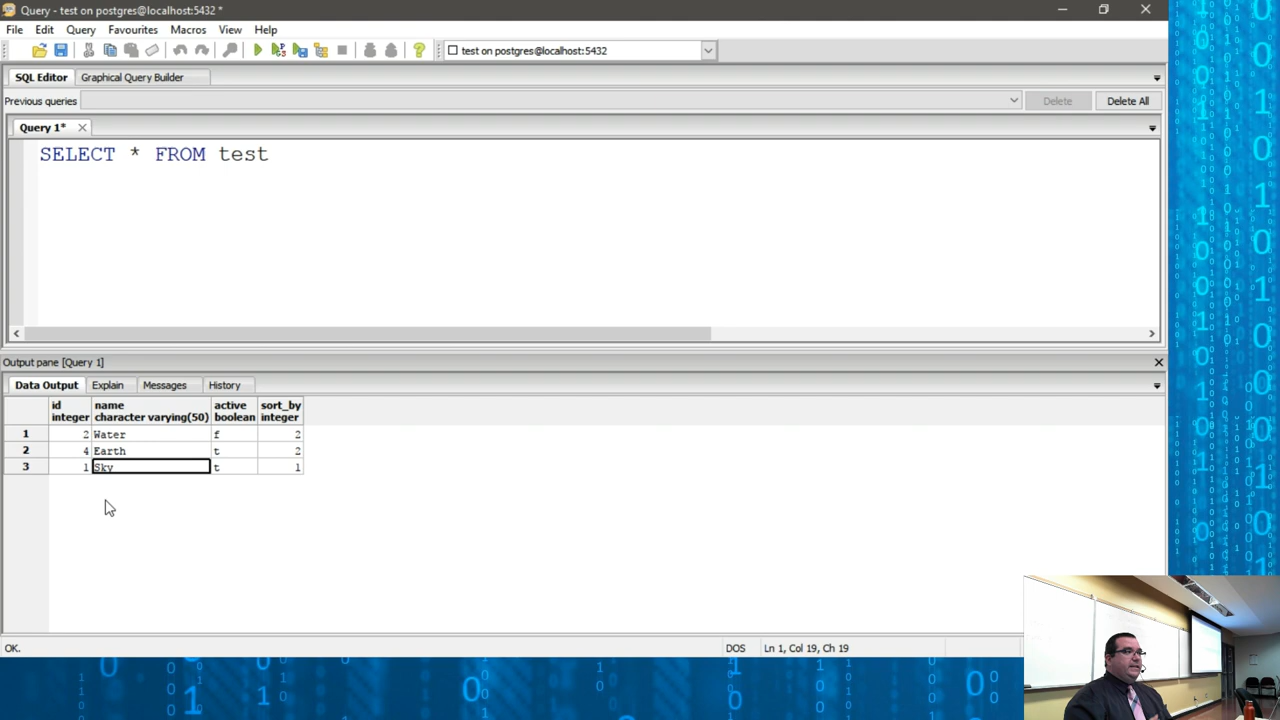 Query - test on postgres@localhost:5432 *
File Edit Query Favourites Macros View Help
test on postgres@localhost:5432
SQL Editor Graphical Query Builder
Previous queries Delete Delete All
Query 1*
SELECT * FROM test
Output pane [Query 1]
Data Output Explain Messages History
id name active sort_by
integer character varying(50) boolean integer
1 2 Water f 2
2 4 Earth t 2
3 1 Sky t 1
OK. DOS Ln 1, Col 19, Ch 19